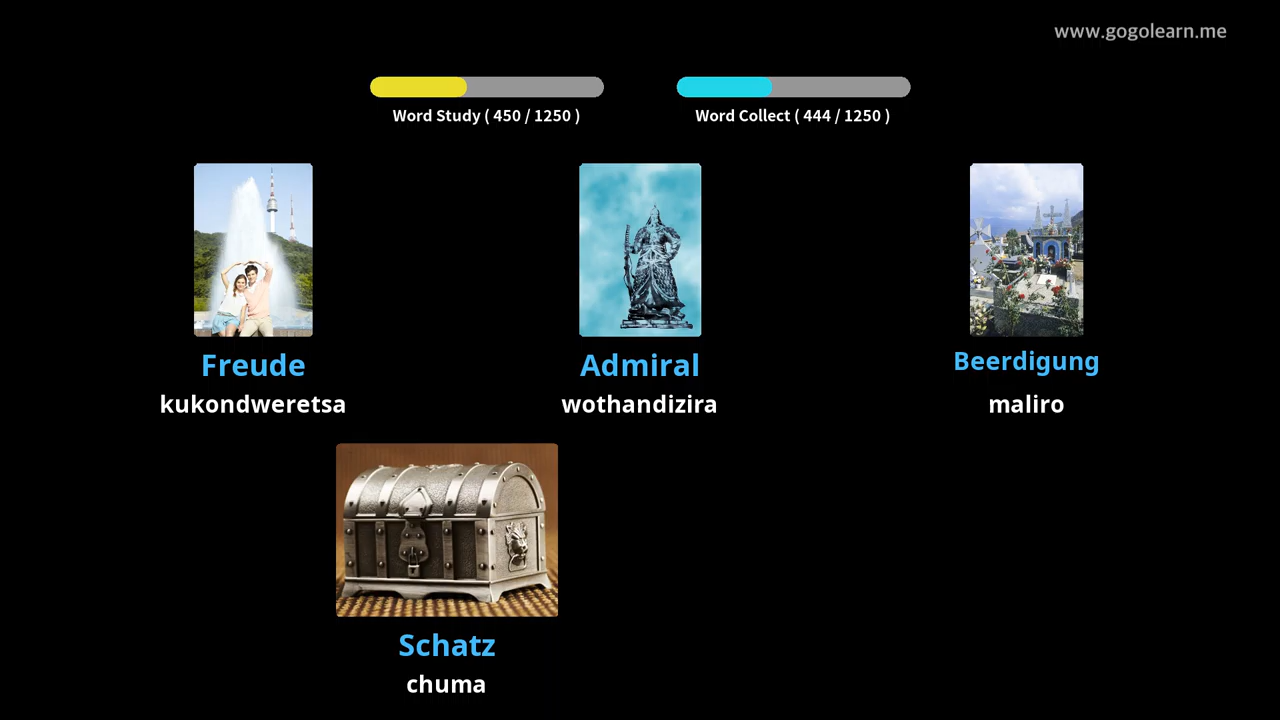 www.gogolearn.me
Word Study ( 450 / 1250 )
Word Collect ( 444 / 1250 )
Freude
kukondweretsa
Admiral
wothandizira
Beerdigung
maliro
Schatz
chuma